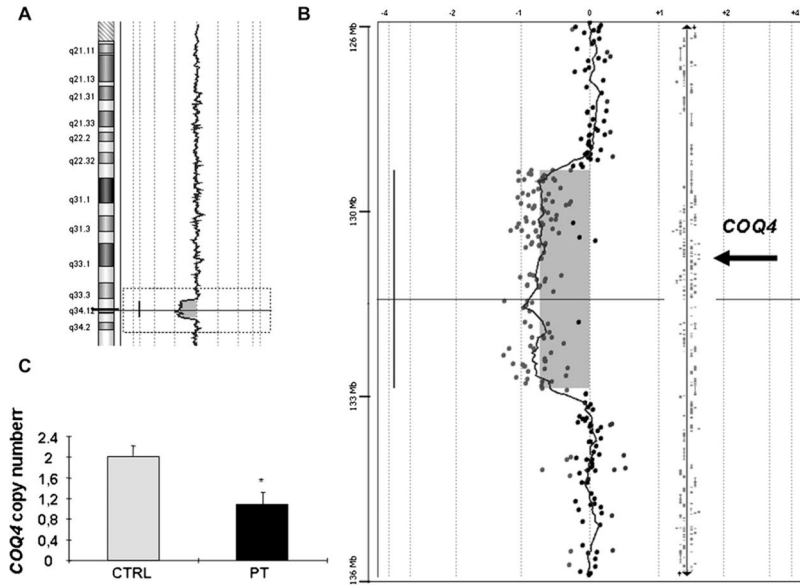 A
q21.11
q21.13
q21.31
q21.33
q22.2
q22.32
q31.1
q31.3
q33.1
q33.3
q34.11
q34.2
B
-4 -2 -1 0 +1 +2 +4
126 Mb
130 Mb
133 Mb
136 Mb
COQ4
C
COQ4 copy numberr
2.4
2
1,6
1,2
0,8
0,4
0
*
CTRL PT